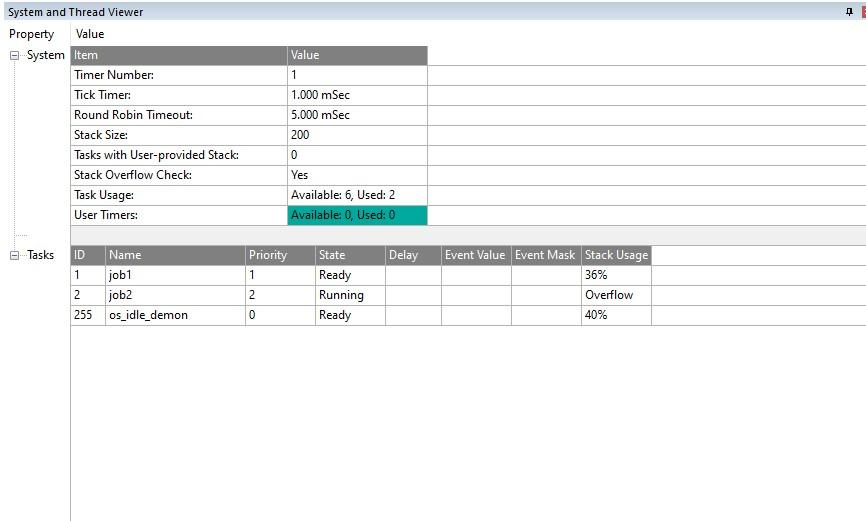 System and Thread Viewer
Property Value
System Item Value
Timer Number: 1
Tick Timer: 1.000 mSec
Round Robin Timeout: 5.000 mSec
Stack Size: 200
Tasks with User-provided Stack: 0
Stack Overflow Check: Yes
Task Usage: Available: 6, Used: 2
User Timers: Available: 0, Used: 0
Tasks ID Name Priority State Delay Event Value Event Mask Stack Usage
1 job1 1 Ready 36%
2 job2 2 Running Overflow
255 os_idle_demon 0 Ready 40%